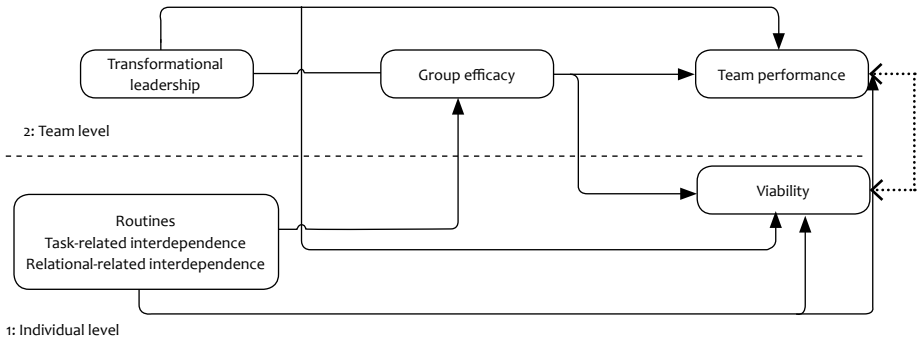 Transformational
leadership
Group efficacy
Team performance
2: Team level
Viability
Routines
Task-related interdependence
Relational-related interdependence
1: Individual level